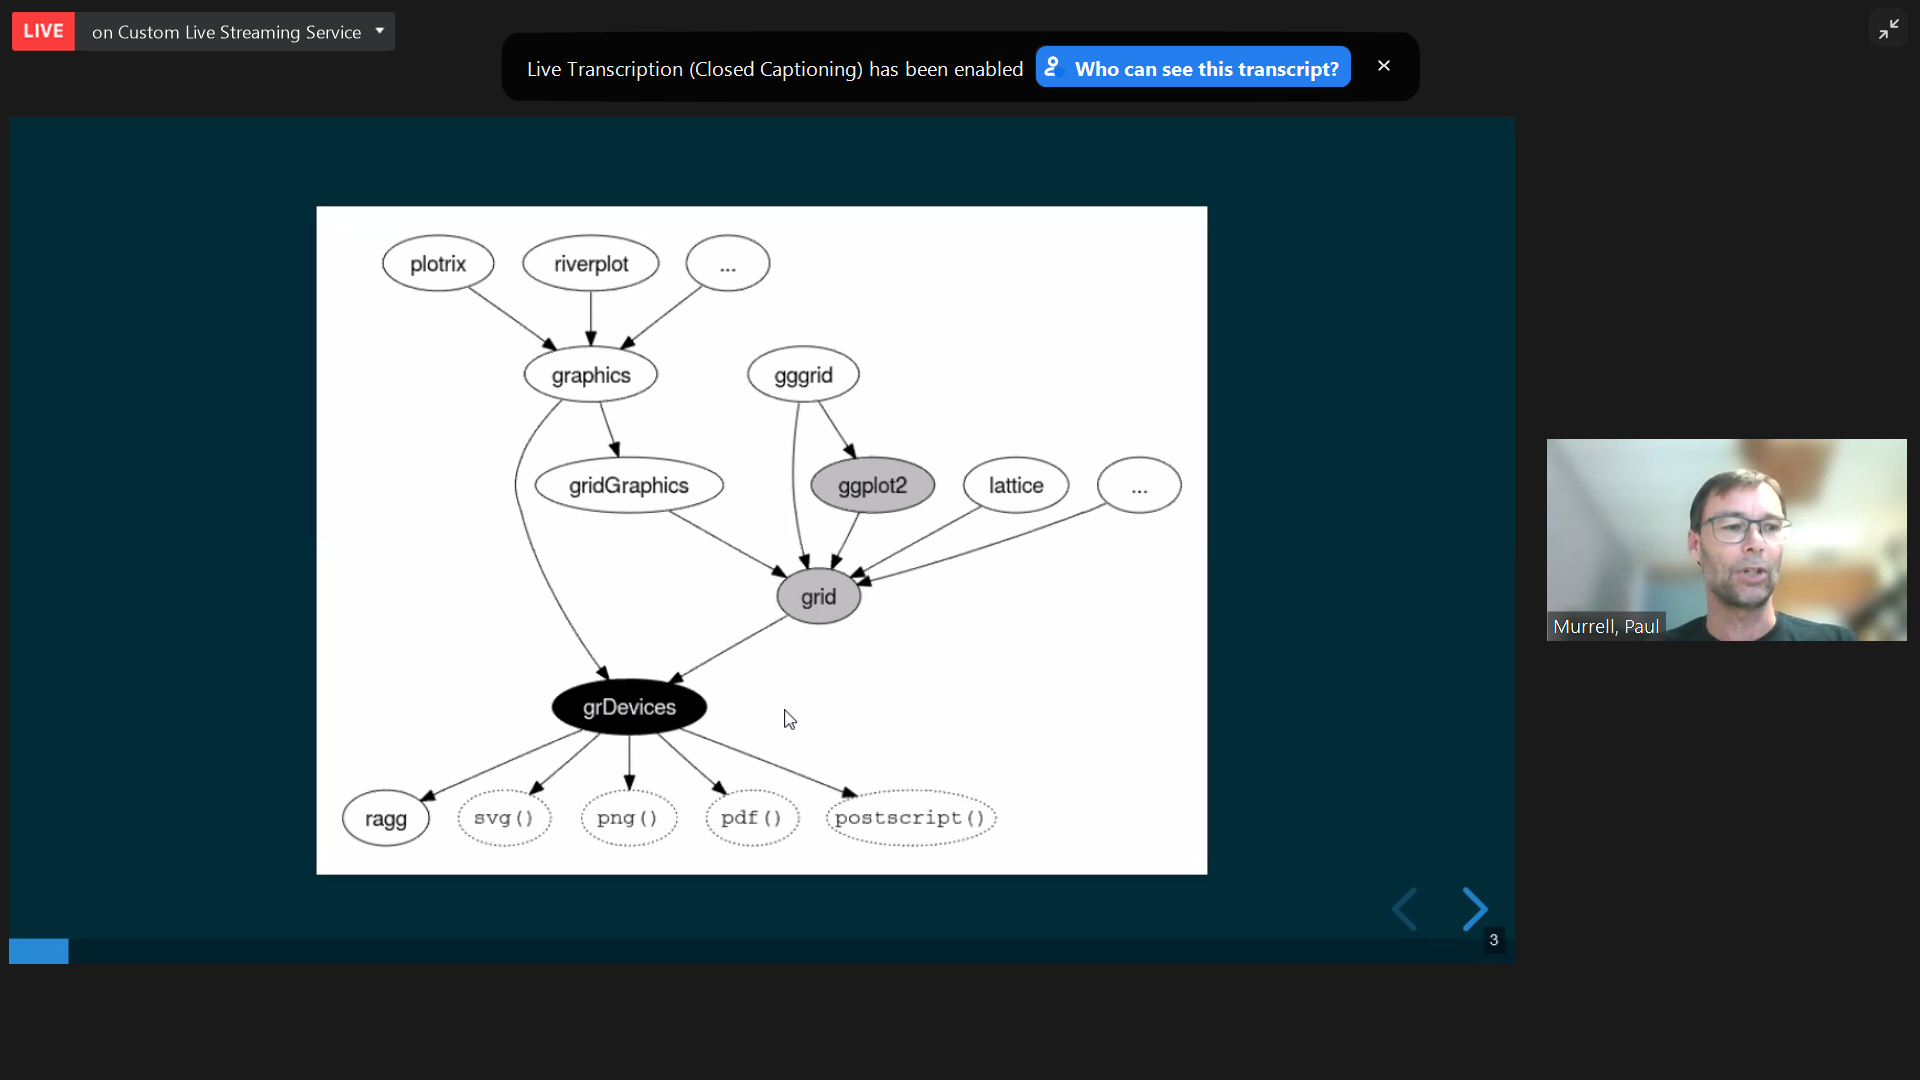 LIVE on Custom Live Streaming Service
Live Transcription (Closed Captioning) has been enabled Who can see this transcript?
plotrix riverplot ...
graphics gggrid
gridGraphics ggplot2 lattice ...
grid
Murrell, Paul
grDevices
ragg svg() png() pdf() postscript()
3